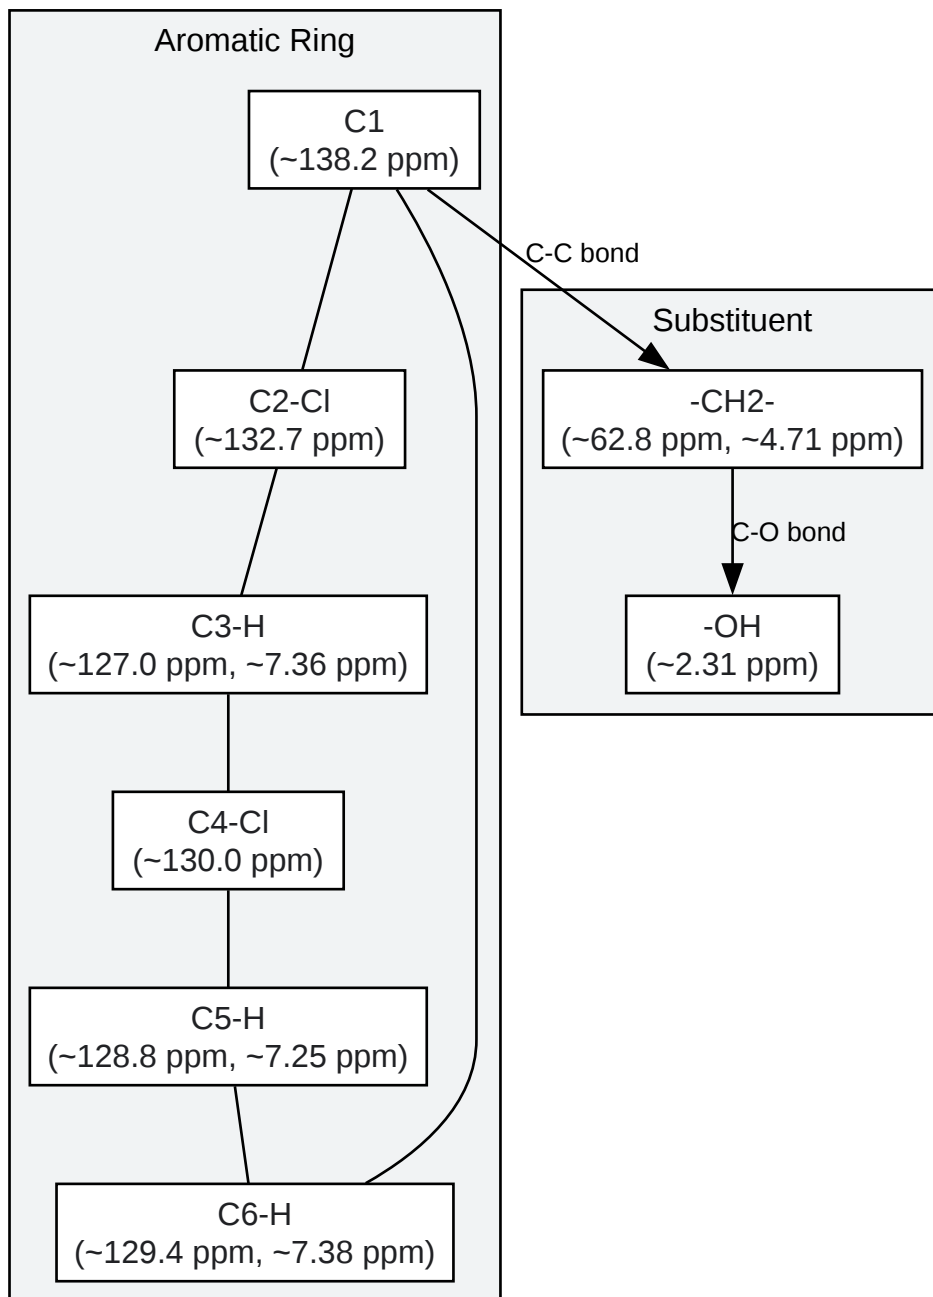 Aromatic Ring
C1
(~138.2 ppm)
C-C bond
Substituent
C2-Cl
(~132.7 ppm)
-CH2-
(~62.8 ppm, ~4.71 ppm)
C-O bond
C3-H
(~127.0 ppm, ~7.36 ppm)
-OH
(~2.31 ppm)
C4-Cl
(~130.0 ppm)
C5-H
(~128.8 ppm, ~7.25 ppm)
C6-H
(~129.4 ppm, ~7.38 ppm)